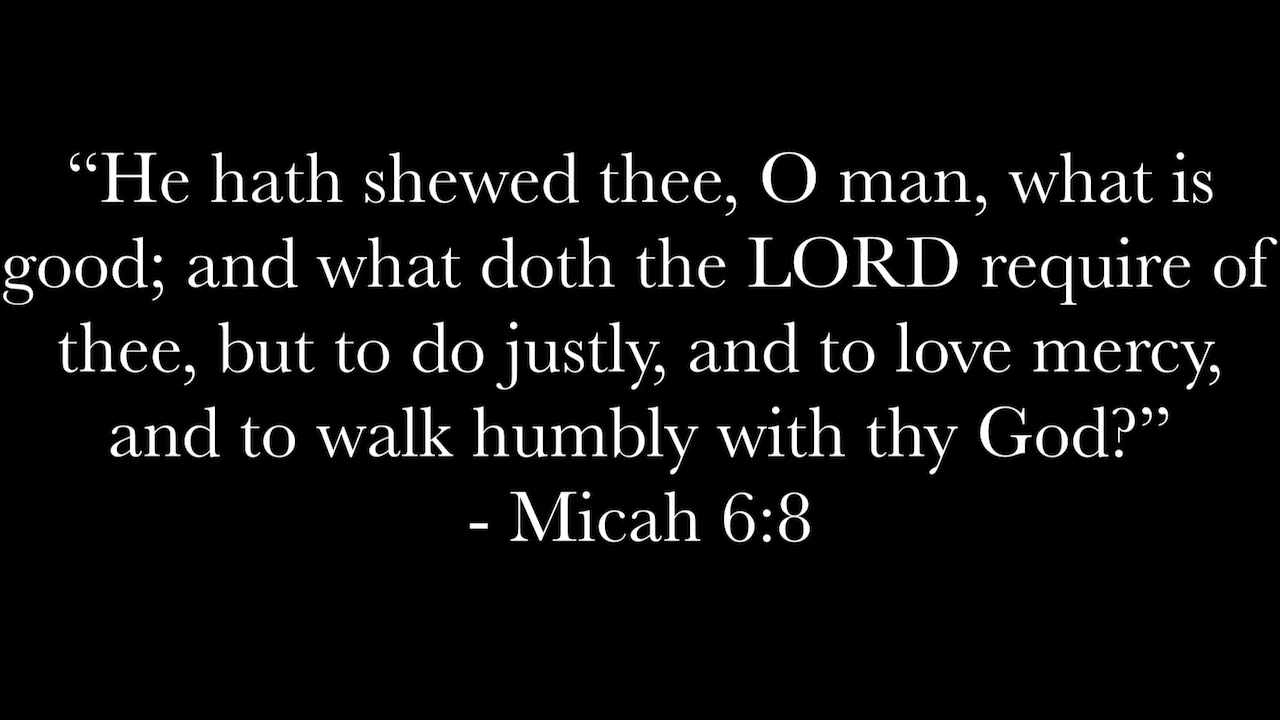 “He hath shewed thee, O man, what is
good; and what doth the LORD require of
thee, but to do justly, and to love mercy,
and to walk humbly with thy God?”
- Micah 6:8